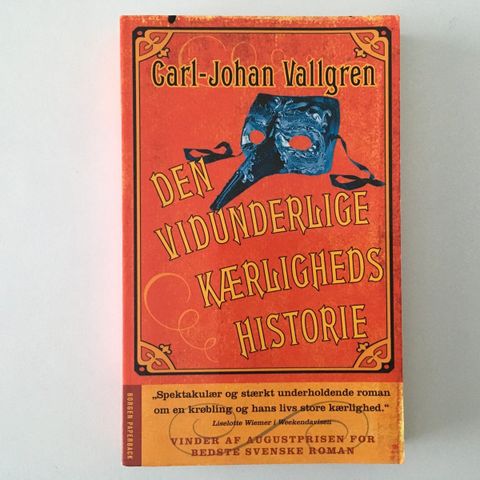 Carl-Johan Vallgren
DEN
VIDUNDERLIGE
KÆRLIGHEDS
HISTORIE
„Spektakulær og stærkt underholdende roman
om en krøbling og hans livs store kærlighed.“
Liselotte Wiemer i Weekendavisen
VINDER AF AUGUSTPRISEN FOR
BEDSTE SVENSKE ROMAN
BORGEN PAPERBACK